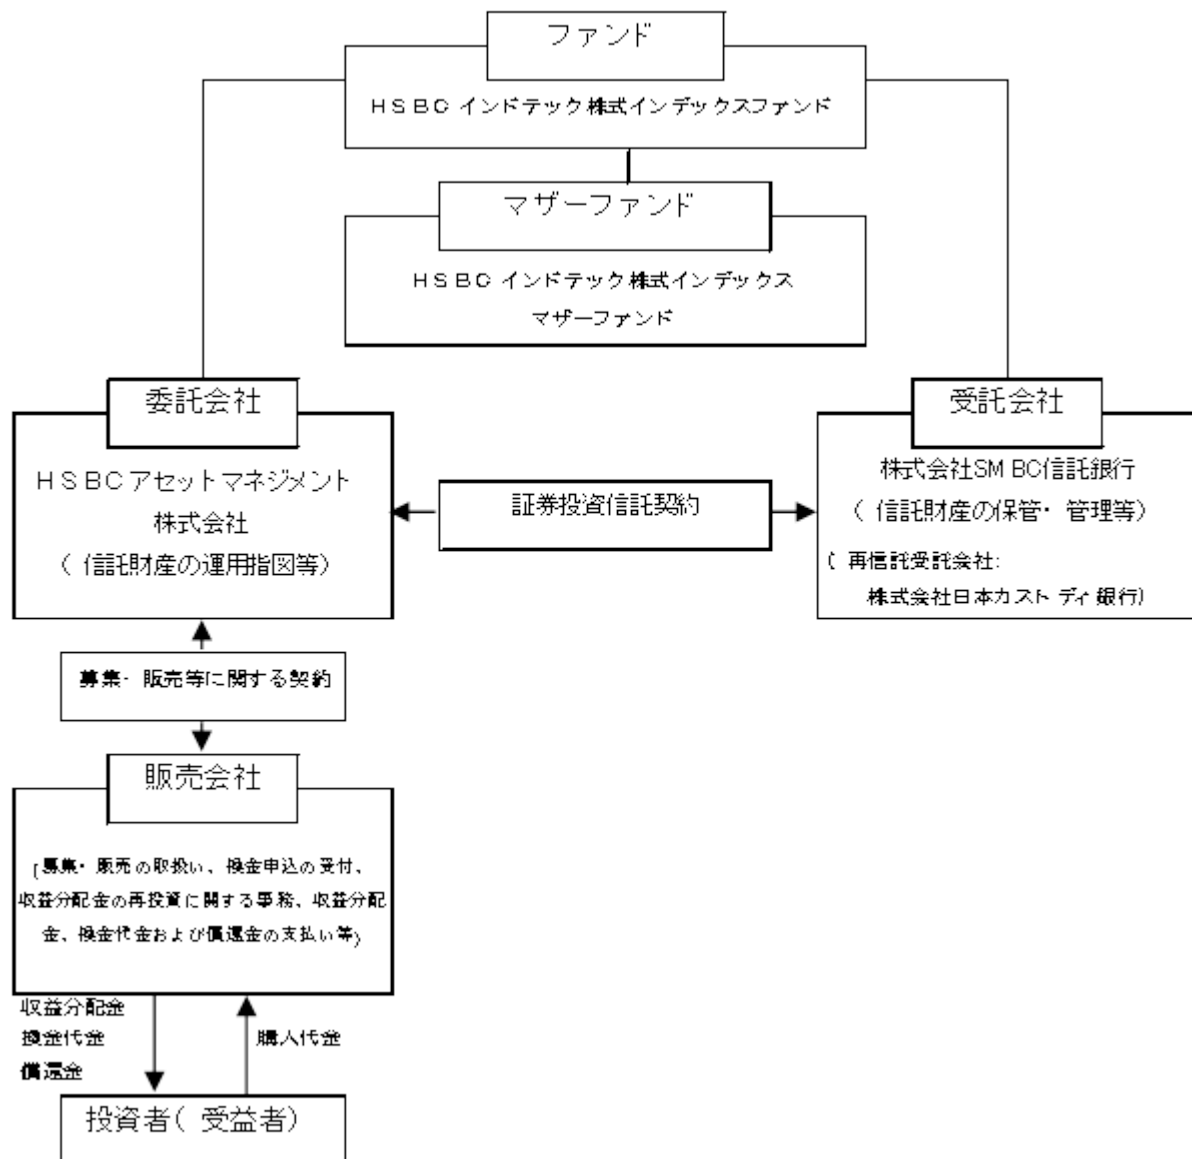 ファンド
HSBC インドテック株式インデックスファンド
マザーファンド
HSBC インドテック株式インデックス
マザーファンド
委託会社
HSBCアセットマネジメント
株式会社
(信託財産の運用指図等)
証券投資信託契約
受託会社
株式会社SMBC信託銀行
(信託財産の保管・管理等)
(再信託受託会社:
株式会社日本カストディ銀行)
募集・販売等に関する契約
販売会社
(募集・販売の取扱い、換金申込の受付、
収益分配金の再投資に関する事務、収益分配
金、換金代金および償還金の支払い等)
収益分配金
換金代金
償還金
購入代金
投資者(受益者)